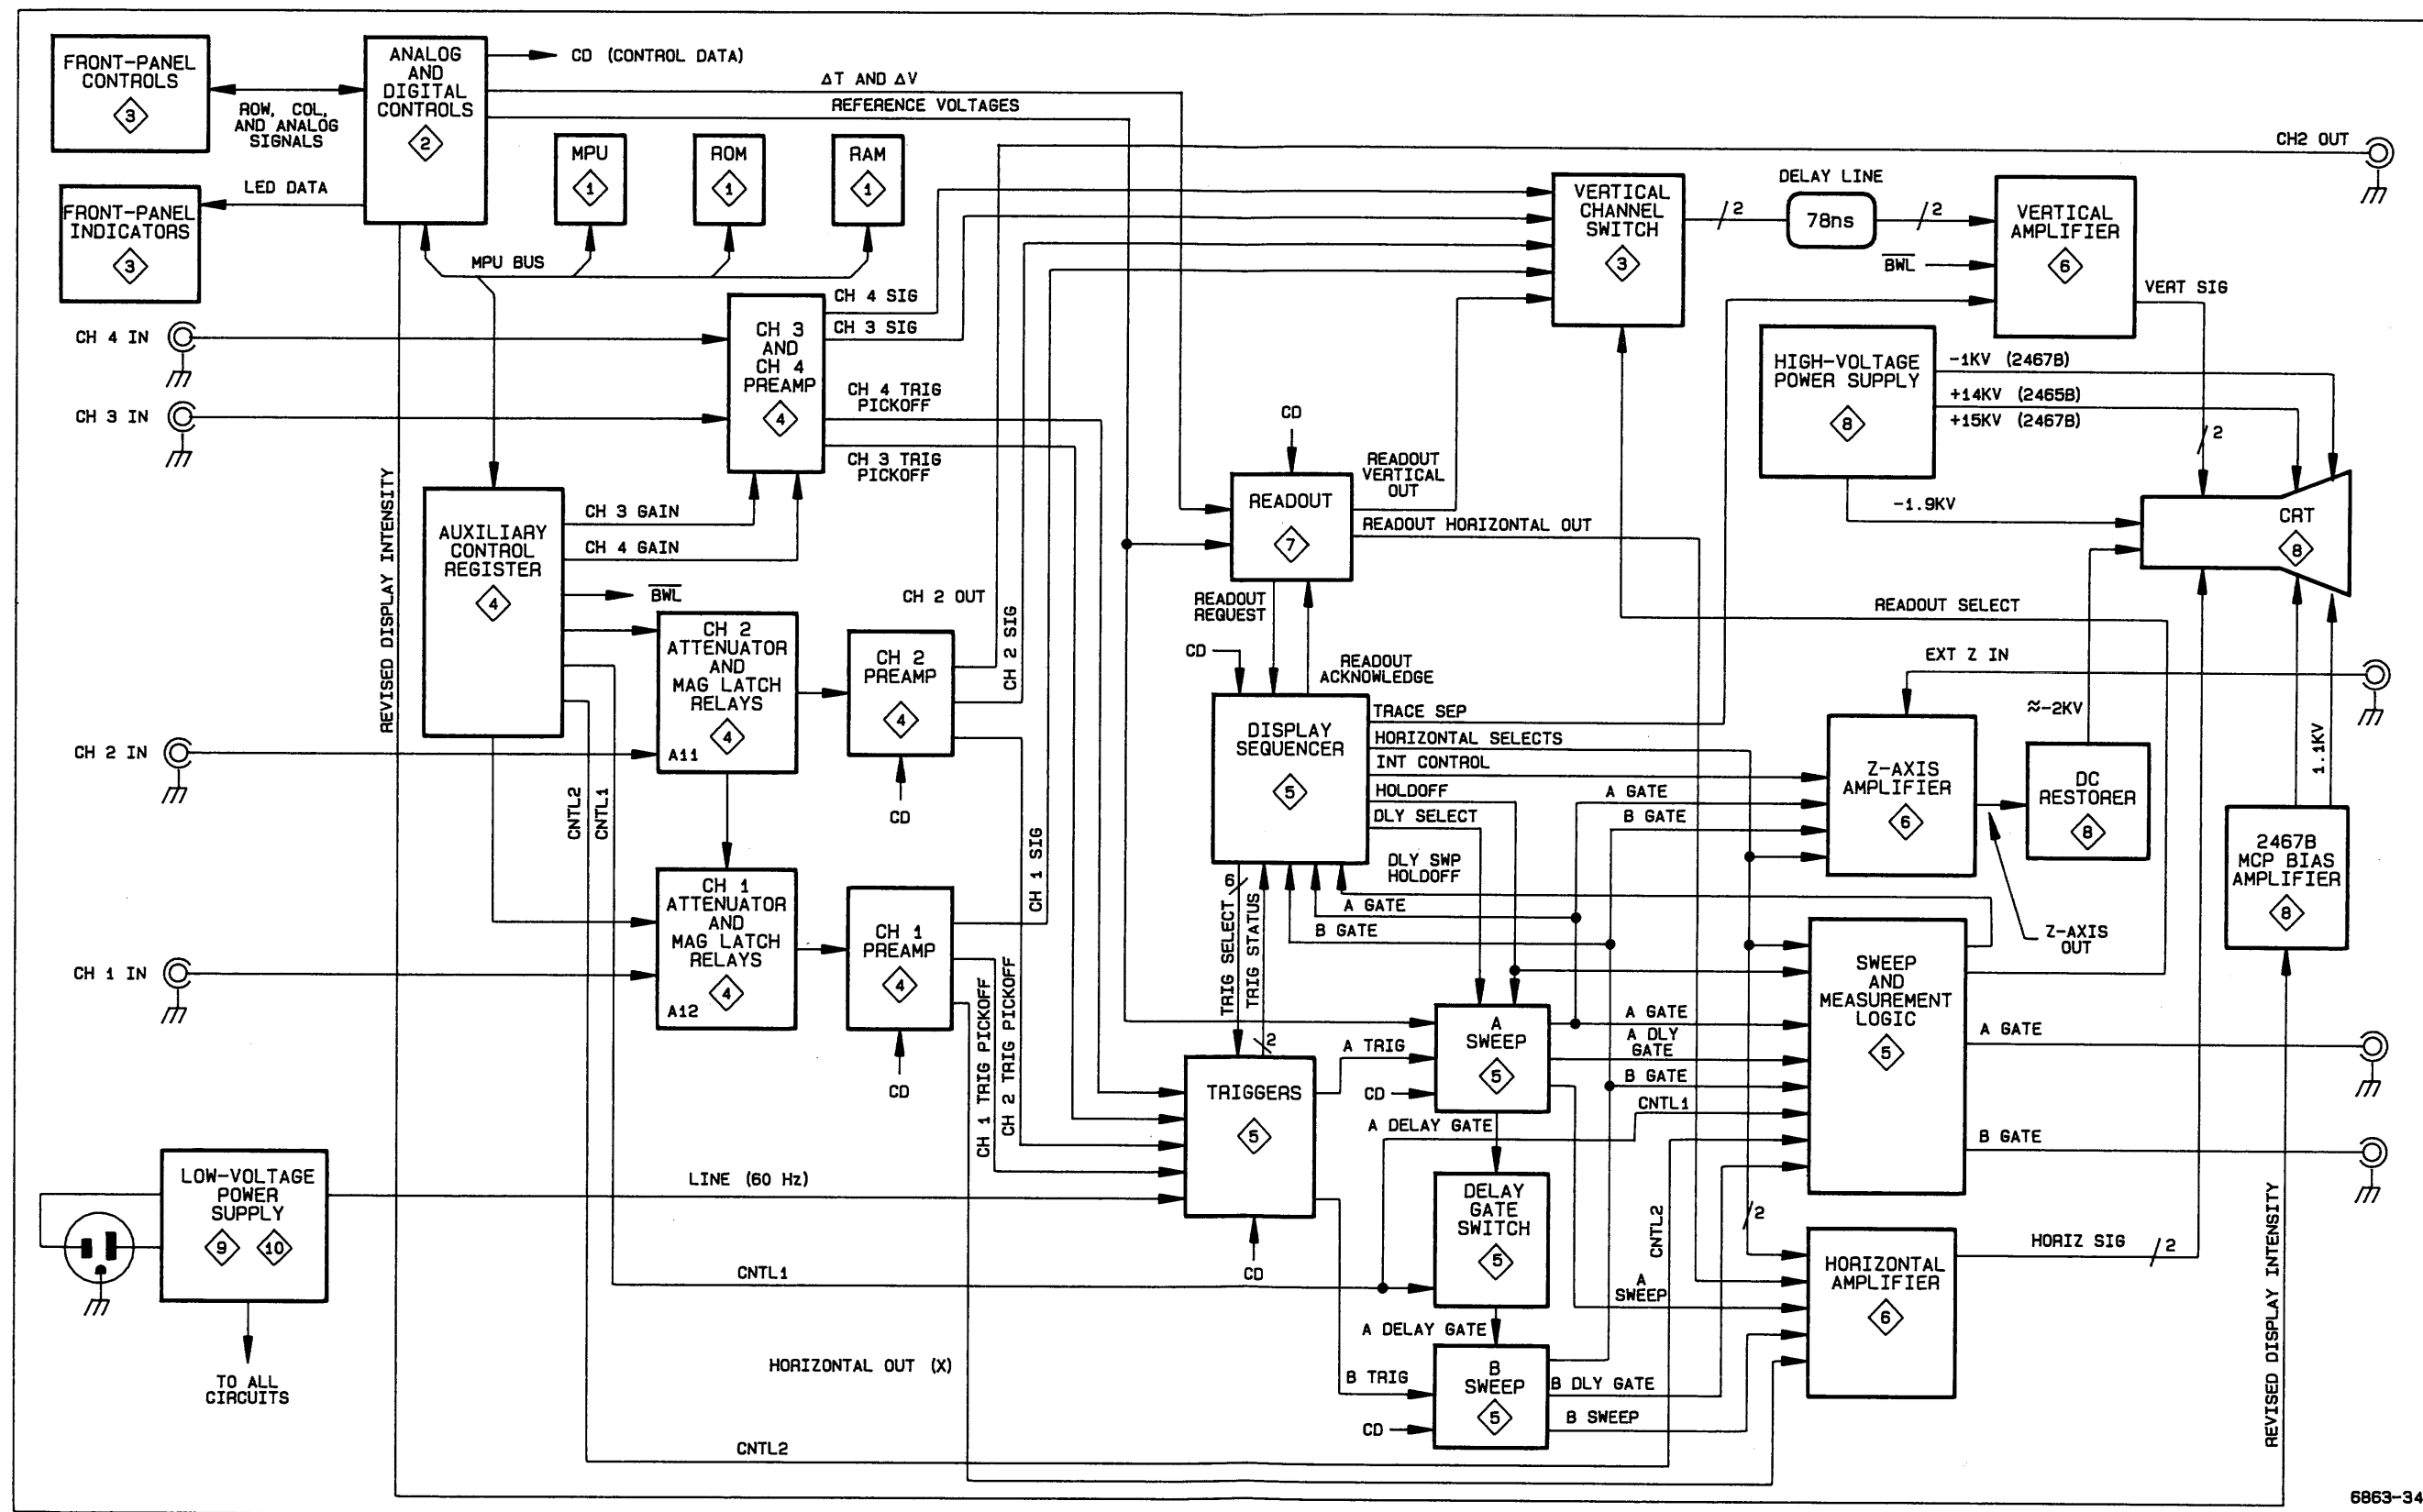 FRONT-PANEL
CONTROLS
3
ROW, COL,
AND ANALOG
SIGNALS
ANALOG
AND
DIGITAL
CONTROLS
2
CD (CONTROL DATA)
ΔT AND ΔV
REFERENCE VOLTAGES
MPU
1
ROM
1
RAM
1
MPU BUS
LED DATA
FRONT-PANEL
INDICATORS
3
CH2 OUT
VERTICAL
CHANNEL
SWITCH
3
2
DELAY LINE
78ns
2
VERTICAL
AMPLIFIER
6
BWL
VERT SIG
2
CH 4 IN
CH 3 IN
CH 3
AND
CH 4
PREAMP
4
CH 4 SIG
CH 3 SIG
CH 4 TRIG
PICKOFF
CH 3 TRIG
PICKOFF
HIGH-VOLTAGE
POWER SUPPLY
8
-1KV (2467B)
+14KV (2465B)
+15KV (2467B)
-1.9KV
CRT
8
REVISED DISPLAY INTENSITY
AUXILIARY
CONTROL
REGISTER
4
CH 3 GAIN
CH 4 GAIN
BWL
CD
READOUT
7
READOUT
VERTICAL
OUT
READOUT HORIZONTAL OUT
READOUT
REQUEST
READOUT
ACKNOWLEDGE
CD
READOUT SELECT
EXT Z IN
≈-2KV
1.1KV
CH 2 IN
CH 2
ATTENUATOR
AND
MAG LATCH
RELAYS
4
A11
CH 2
PREAMP
4
CD
CH 2 OUT
CH 2 SIG
CNTL2
CNTL1
DISPLAY
SEQUENCER
5
TRACE SEP
HORIZONTAL SELECTS
INT CONTROL
HOLDOFF
DLY SELECT
DLY SWP
HOLDOFF
A GATE
B GATE
A GATE
B GATE
Z-AXIS
AMPLIFIER
6
DC
RESTORER
8
Z-AXIS
OUT
2467B
MCP BIAS
AMPLIFIER
8
CH 1 IN
CH 1
ATTENUATOR
AND
MAG LATCH
RELAYS
4
A12
CH 1
PREAMP
4
CD
CH 1 SIG
CH 1 TRIG PICKOFF
CH 2 TRIG PICKOFF
TRIG SELECT
6
TRIG STATUS
2
TRIGGERS
5
CD
A TRIG
CD
A
SWEEP
5
A GATE
A DLY
GATE
B GATE
CNTL1
A DELAY GATE
SWEEP
AND
MEASUREMENT
LOGIC
5
A GATE
B GATE
LOW-VOLTAGE
POWER
SUPPLY
9
10
TO ALL
CIRCUITS
LINE (60 Hz)
CNTL1
DELAY
GATE
SWITCH
5
A DELAY GATE
CNTL2
2
A
SWEEP
HORIZONTAL
AMPLIFIER
6
HORIZ SIG
2
REVISED DISPLAY INTENSITY
HORIZONTAL OUT (X)
B TRIG
CD
B
SWEEP
5
B DLY GATE
B SWEEP
CNTL2
6863-34